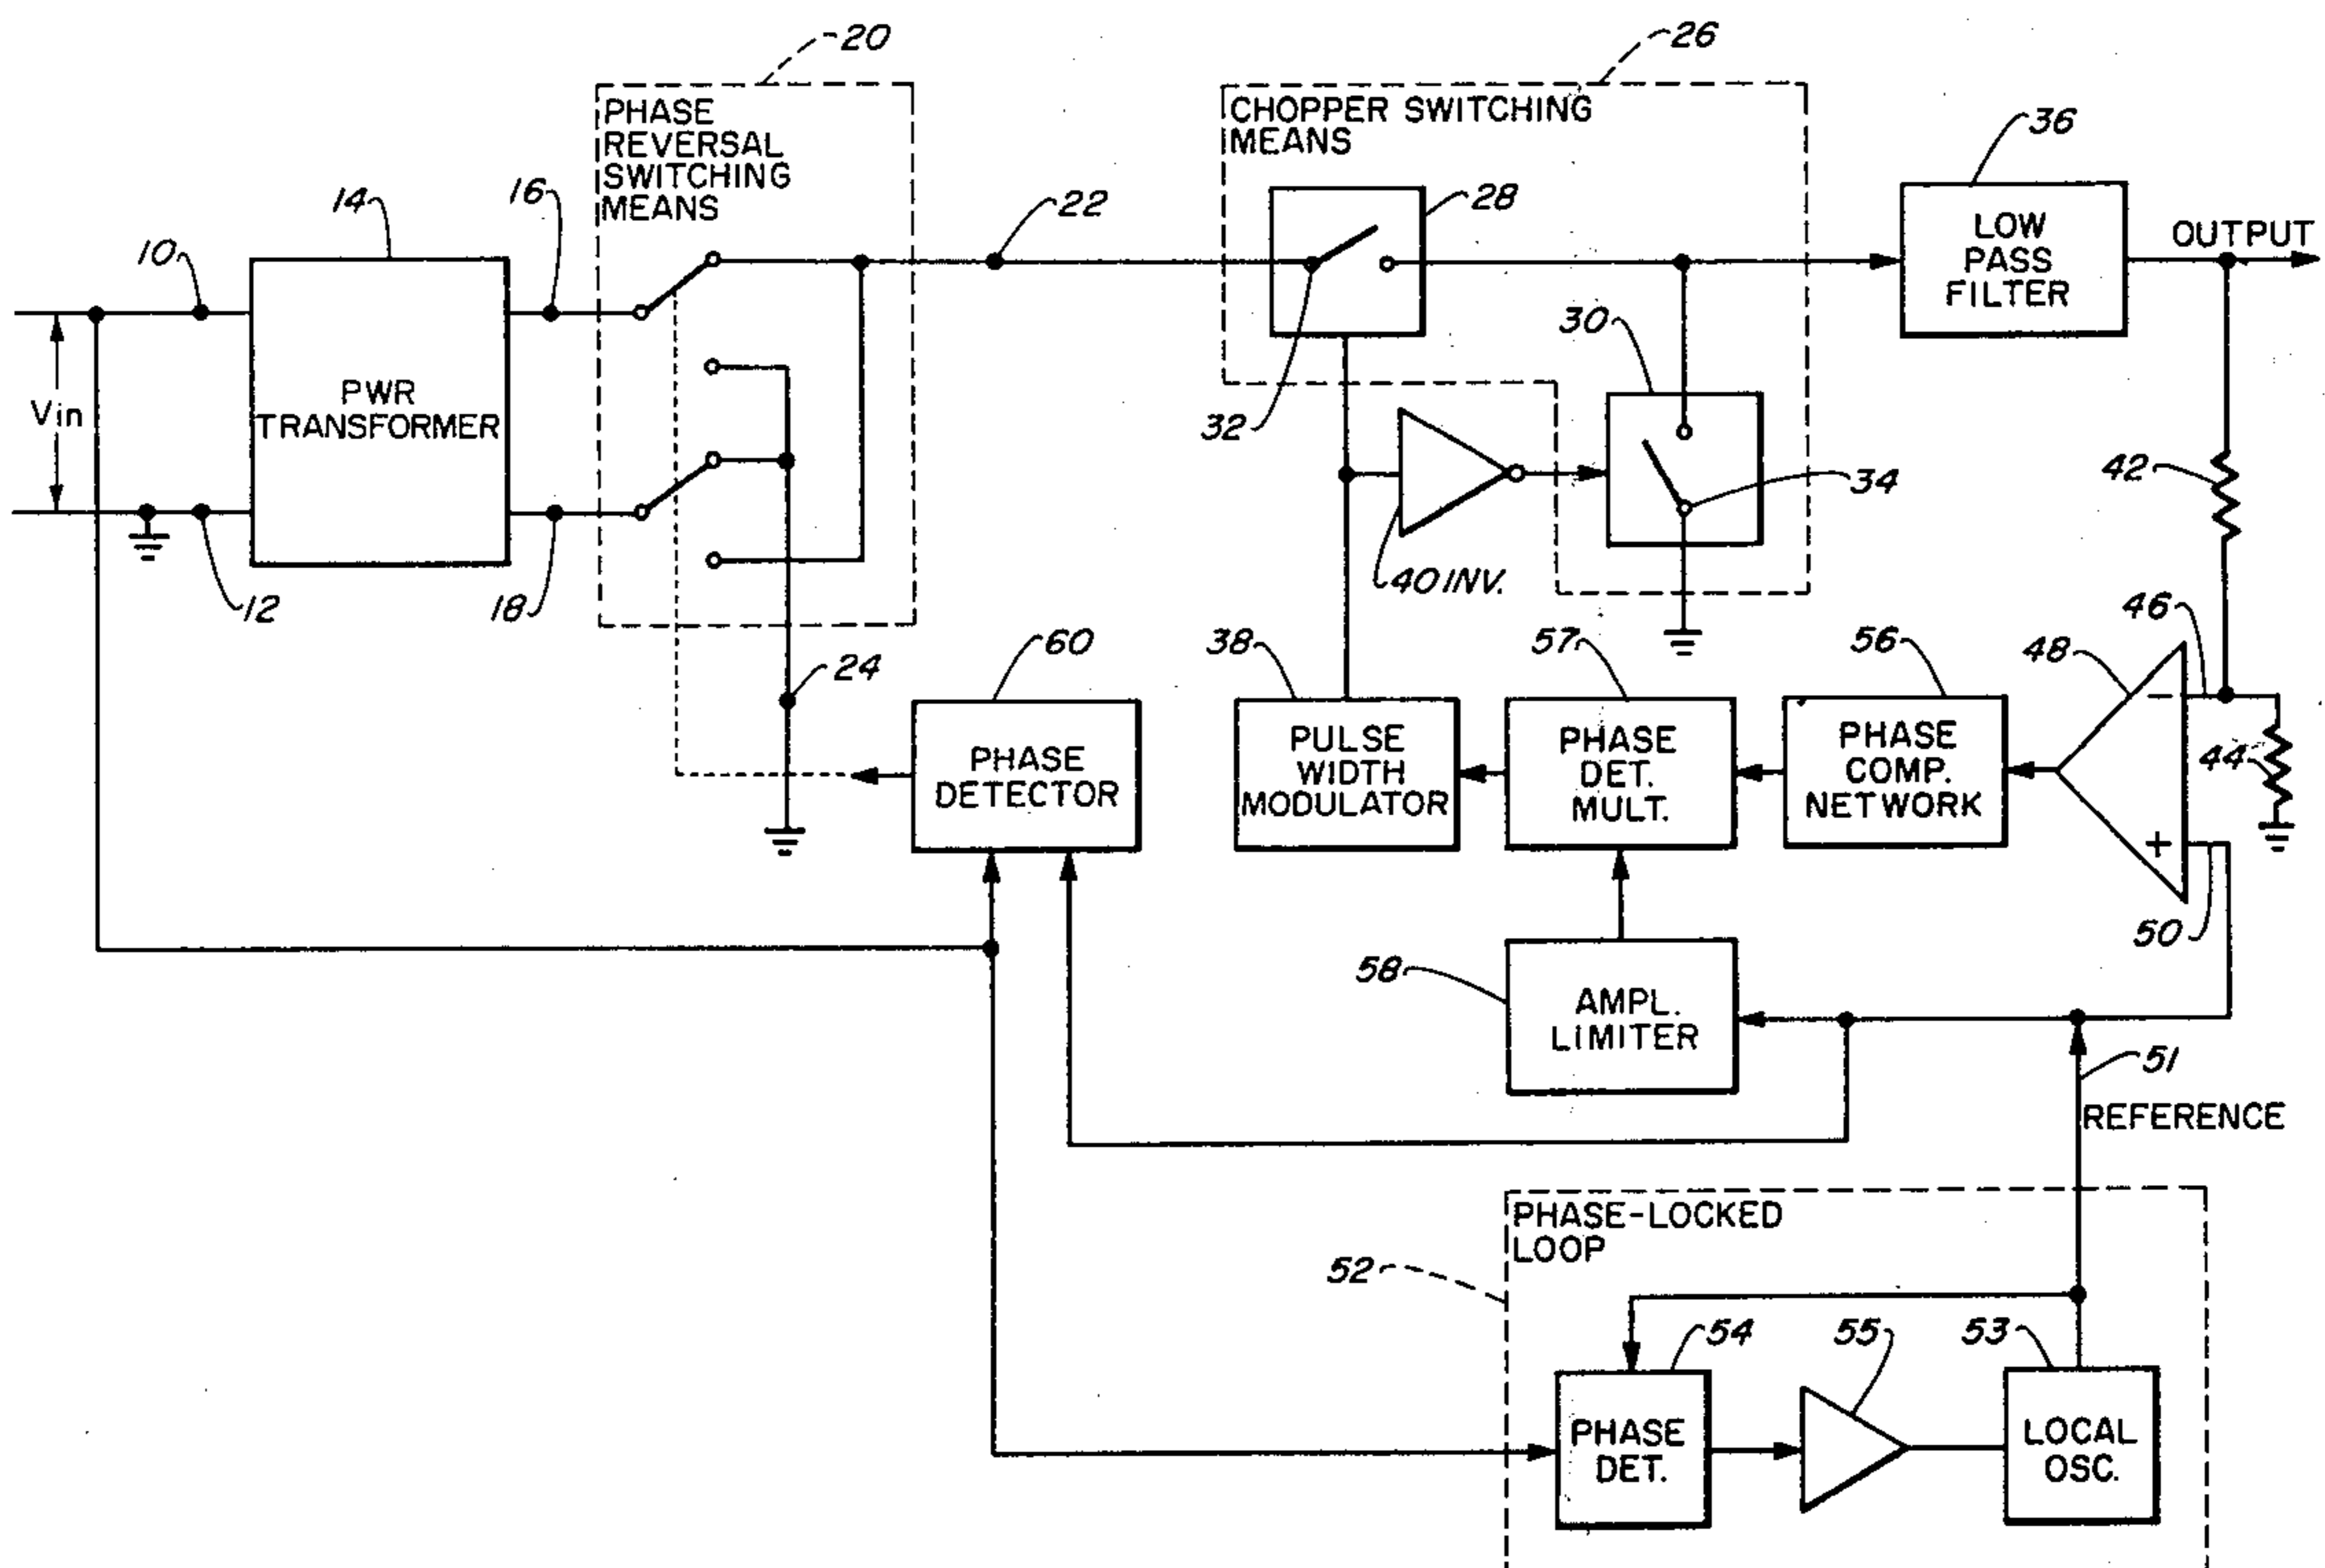 20
26
PHASE
REVERSAL
SWITCHING
MEANS
CHOPPER SWITCHING
MEANS
36
14
16
22
28
LOW
PASS
FILTER
OUTPUT
10
30
PWR
TRANSFORMER
Vin
32
42
34
12
18
40 INV.
46
24
60
38
57
56
48
PHASE
DETECTOR
PULSE
WIDTH
MODULATOR
PHASE
DET.
MULT.
PHASE
COMP.
NETWORK
−
44
+
50
58
AMPL.
LIMITER
51
REFERENCE
PHASE-LOCKED
LOOP
52
54
55
53
PHASE
DET.
LOCAL
OSC.